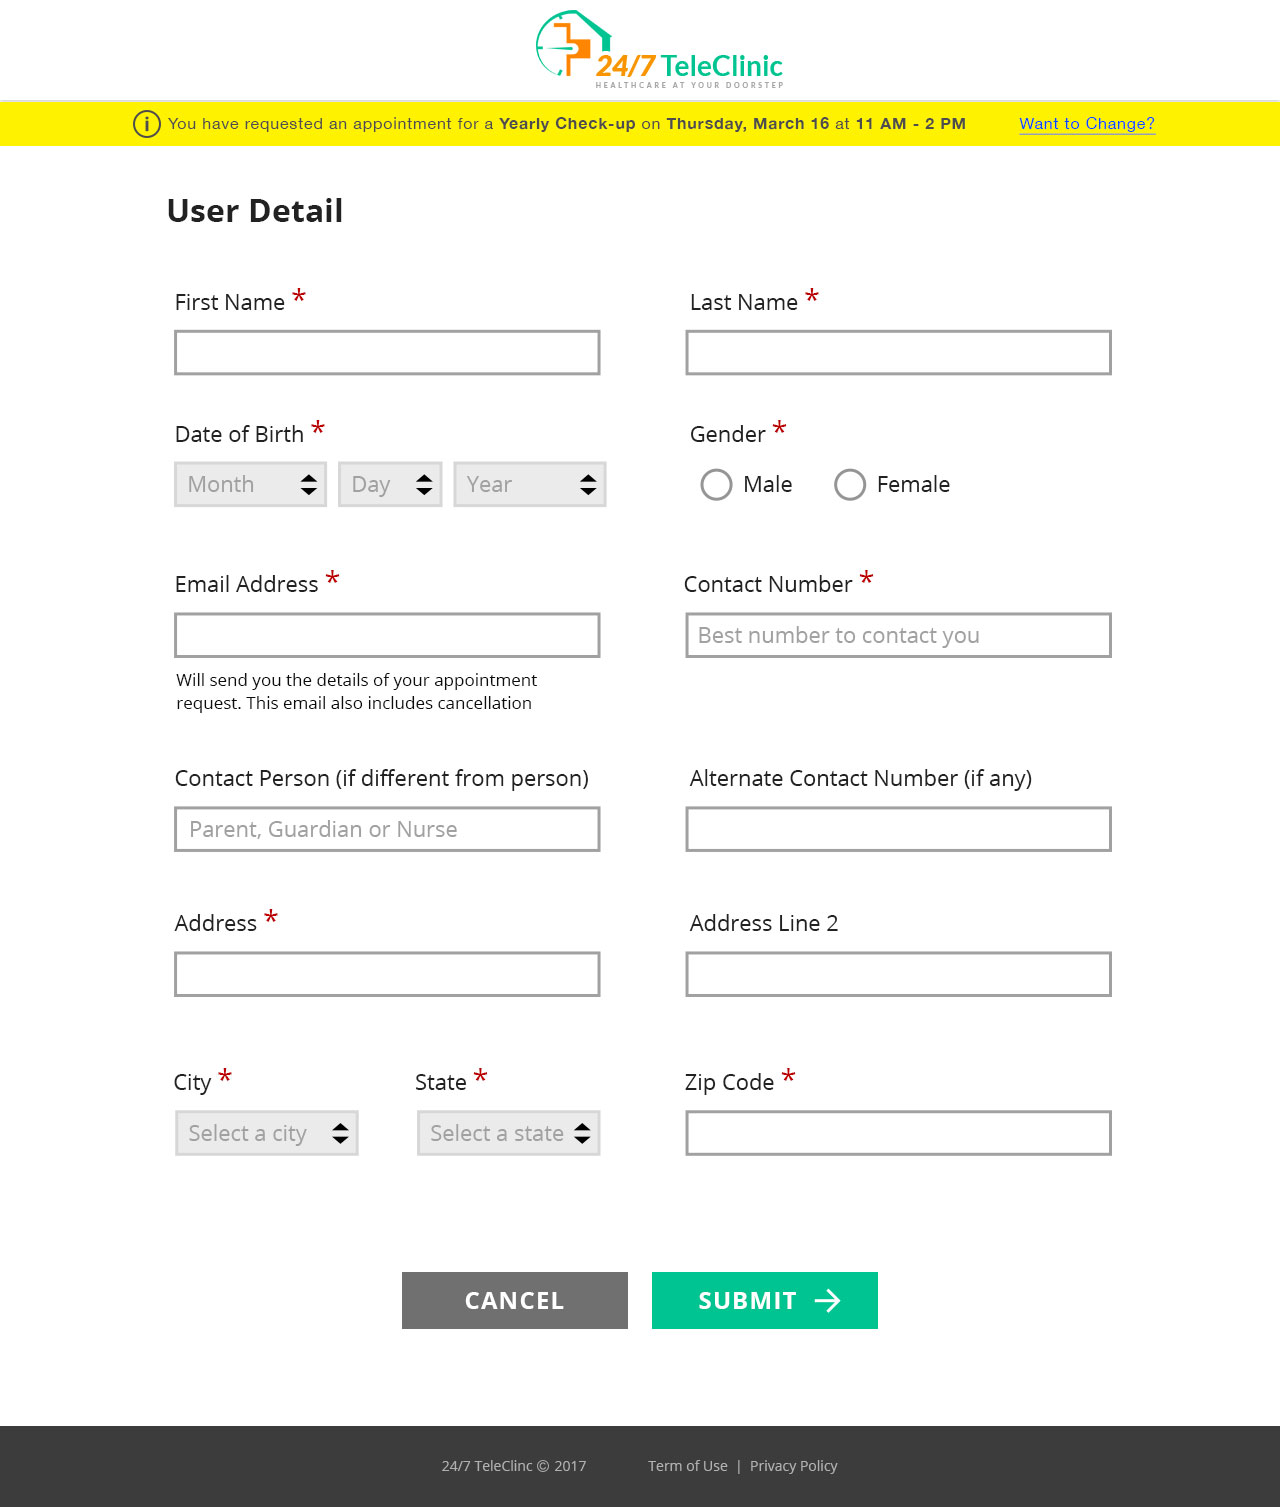 24/7 TeleClinic
HEALTHCARE AT YOUR DOORSTEP
You have requested an appointment for a Yearly Check-up on Thursday, March 16 at 11 AM - 2 PM Want to Change?
User Detail
First Name * Last Name *
Date of Birth * Gender *
Month Day Year Male Female
Email Address * Contact Number *
Best number to contact you
Will send you the details of your appointment
request. This email also includes cancellation
Contact Person (if different from person) Alternate Contact Number (if any)
Parent, Guardian or Nurse
Address * Address Line 2
City * State * Zip Code *
Select a city Select a state
CANCEL SUBMIT
24/7 TeleClinc © 2017 Term of Use | Privacy Policy